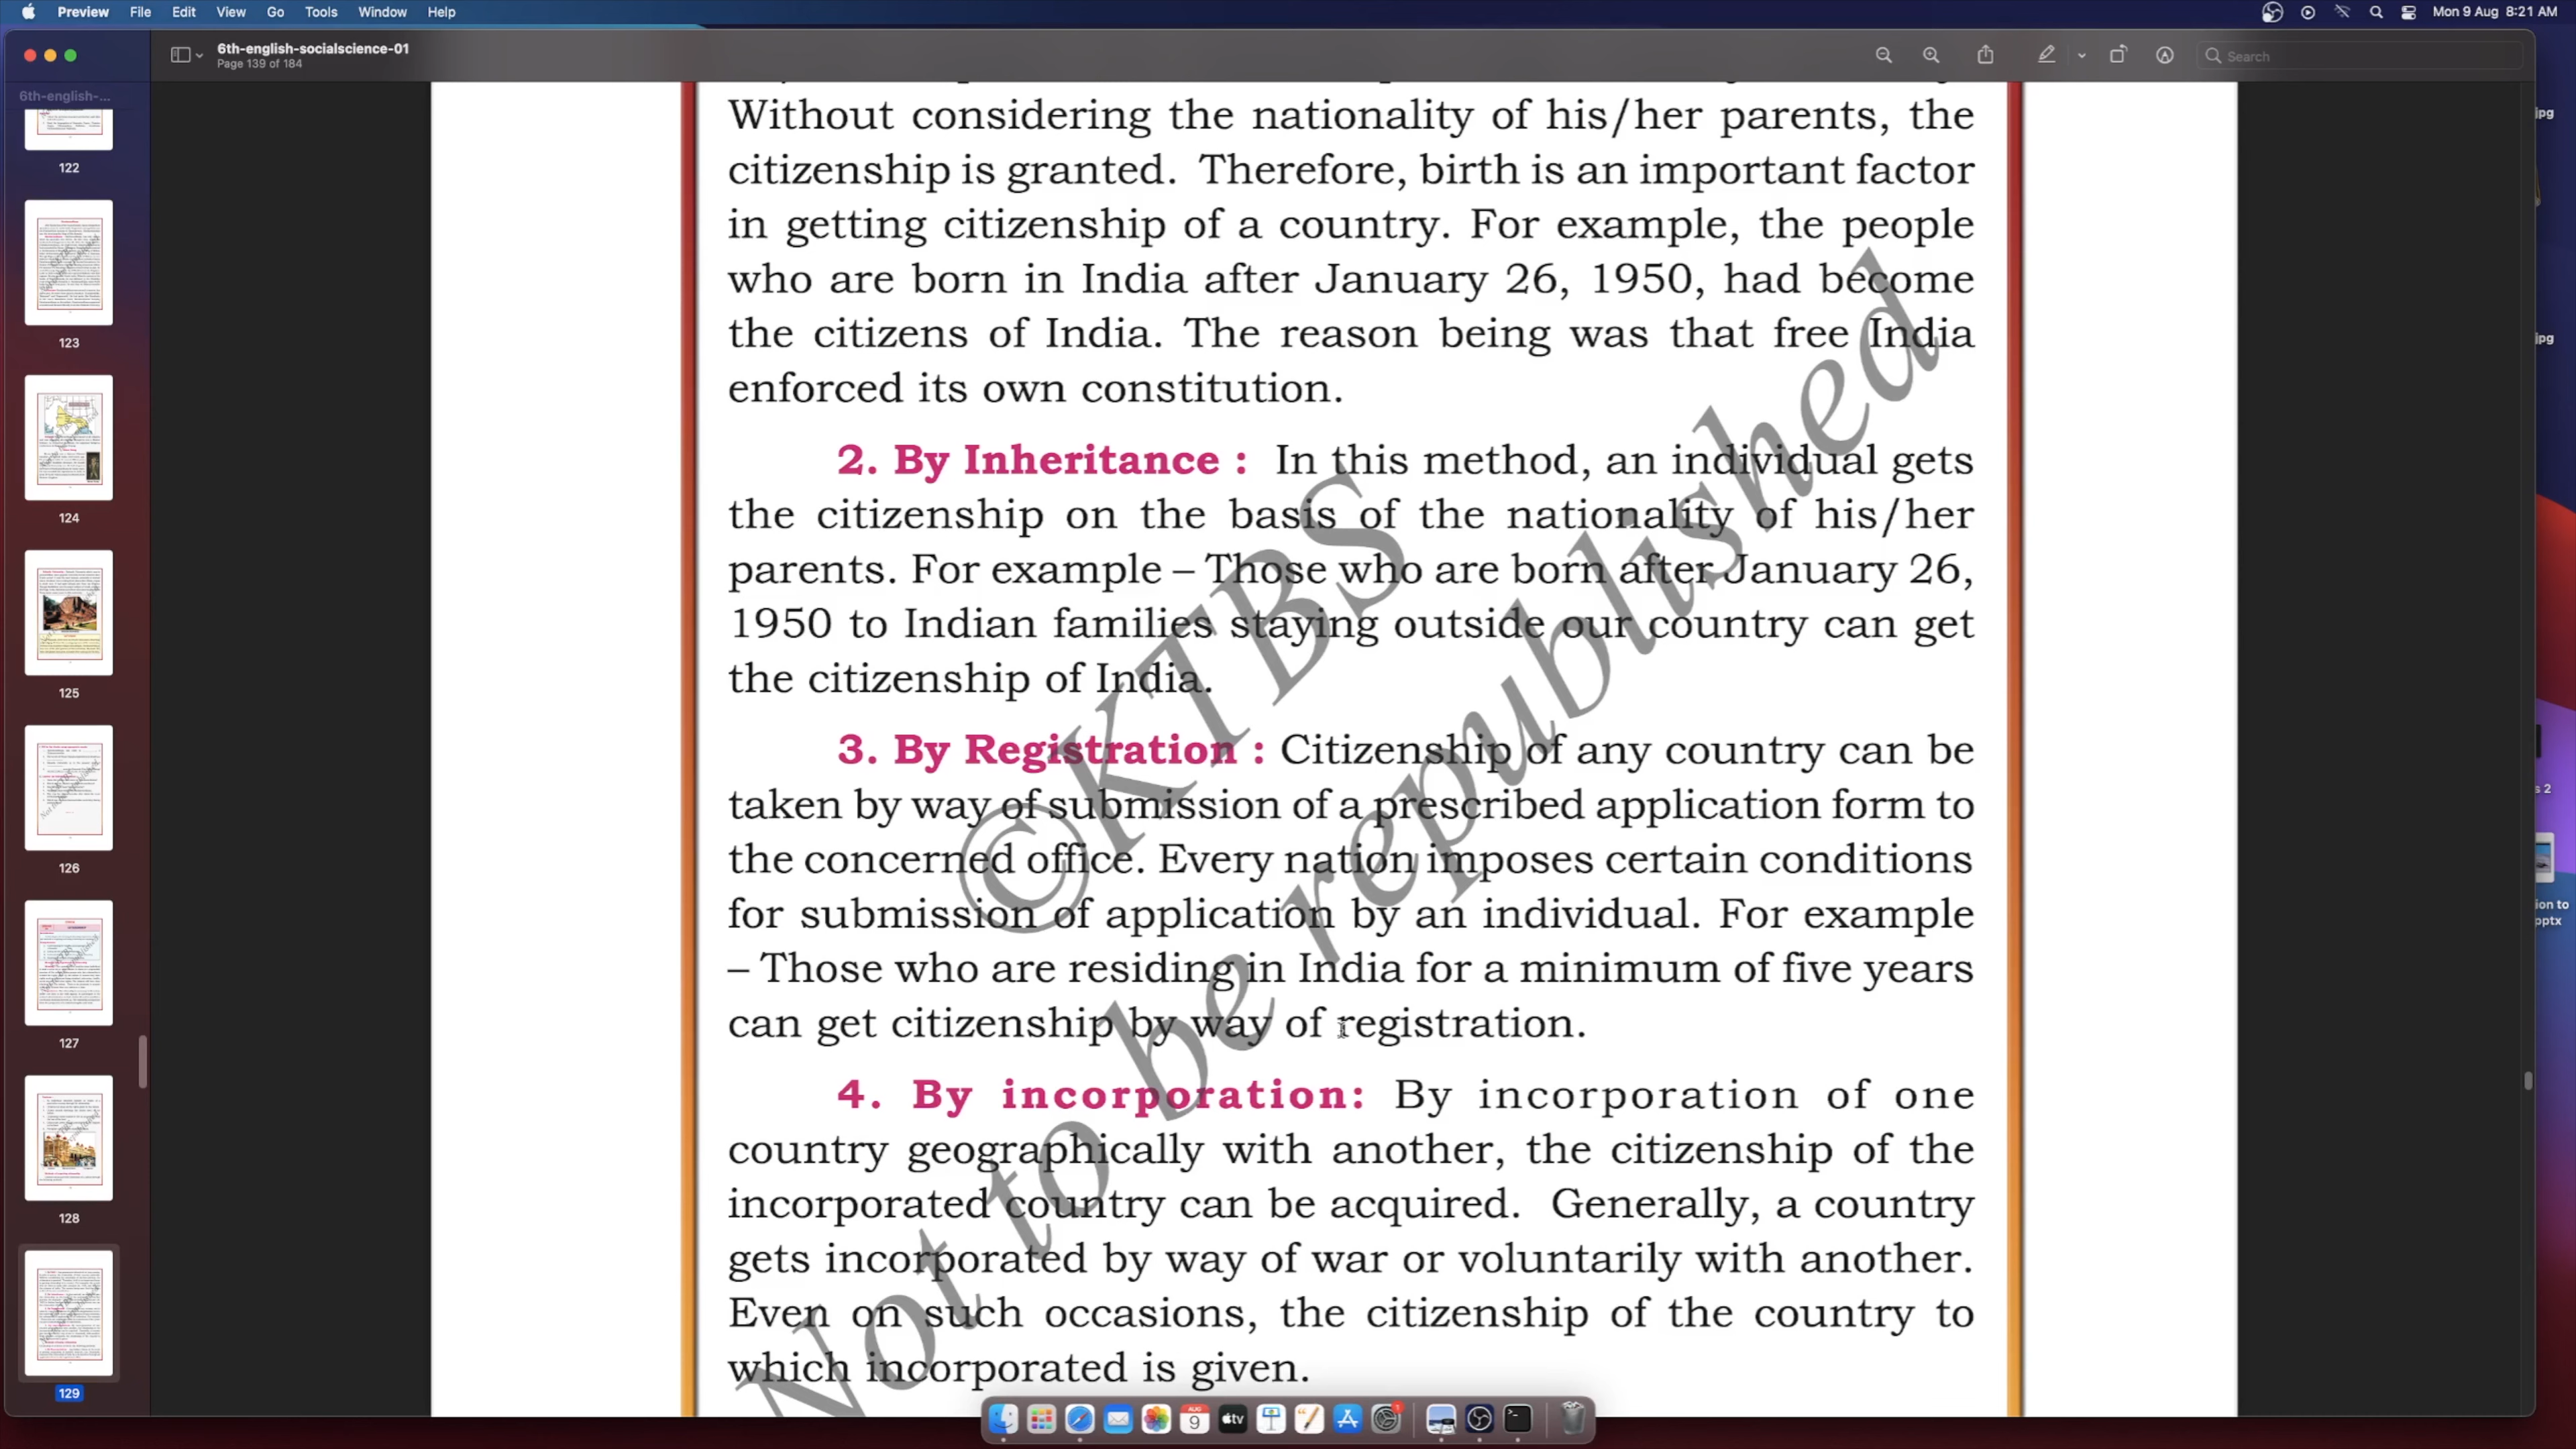 Preview File Edit View Go Tools Window Help
Mon 9 Aug 8:21 AM
6th-english-socialscience-01
Page 139 of 184
Search
6th-english-...
122
123
124
125
126
127
128
129
Without considering the nationality of his/her parents, the
citizenship is granted. Therefore, birth is an important factor
in getting citizenship of a country. For example, the people
who are born in India after January 26, 1950, had become
the citizens of India. The reason being was that free India
enforced its own constitution.
2. By Inheritance : In this method, an individual gets
the citizenship on the basis of the nationality of his/her
parents. For example – Those who are born after January 26,
1950 to Indian families staying outside our country can get
the citizenship of India.
3. By Registration : Citizenship of any country can be
taken by way of submission of a prescribed application form to
the concerned office. Every nation imposes certain conditions
for submission of application by an individual. For example
– Those who are residing in India for a minimum of five years
can get citizenship by way of registration.
4. By incorporation: By incorporation of one
country geographically with another, the citizenship of the
incorporated country can be acquired. Generally, a country
gets incorporated by way of war or voluntarily with another.
Even on such occasions, the citizenship of the country to
which incorporated is given.
©KTBS
Not to be republished
jpg
jpg
s 2
ion to
pptx
AUG
9
tv
1